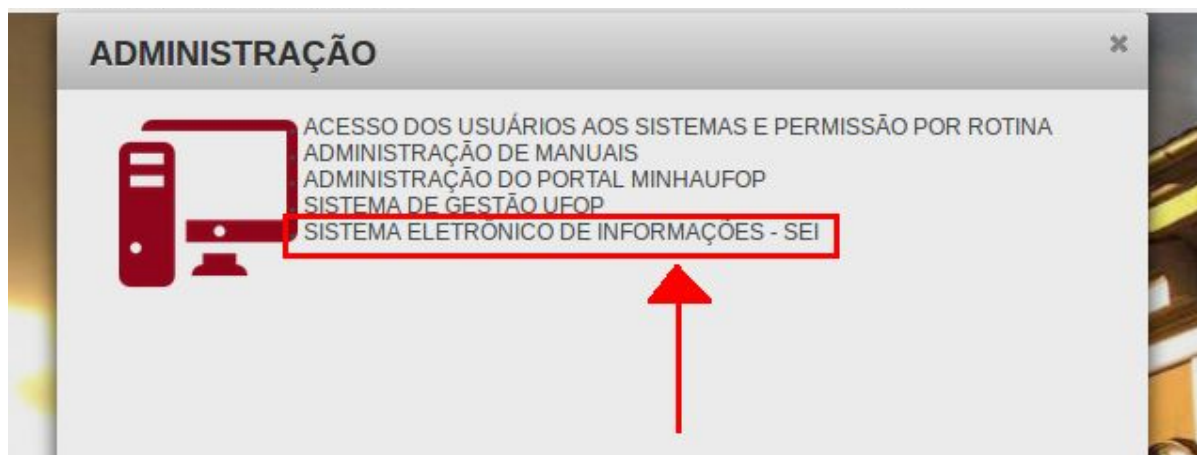 ADMINISTRAÇÃO
ACESSO DOS USUÁRIOS AOS SISTEMAS E PERMISSÃO POR ROTINA
ADMINISTRAÇÃO DE MANUAIS
ADMINISTRAÇÃO DO PORTAL MINHAUFOP
SISTEMA DE GESTÃO UFOP
SISTEMA ELETRÔNICO DE INFORMAÇÕES - SEI